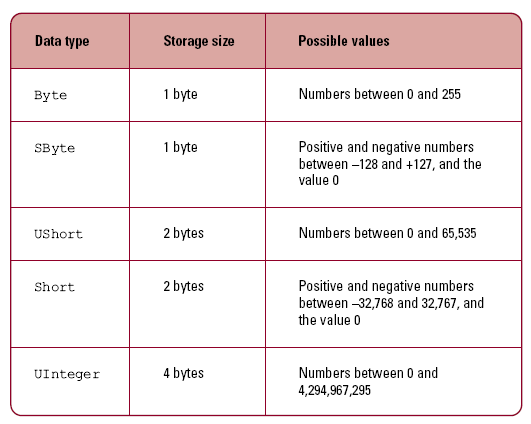 Data type Storage size Possible values
Byte 1 byte Numbers between 0 and 255
SByte 1 byte Positive and negative numbers
between –128 and +127, and the
value 0
UShort 2 bytes Numbers between 0 and 65,535
Short 2 bytes Positive and negative numbers
between –32,768 and 32,767, and
the value 0
UInteger 4 bytes Numbers between 0 and
4,294,967,295